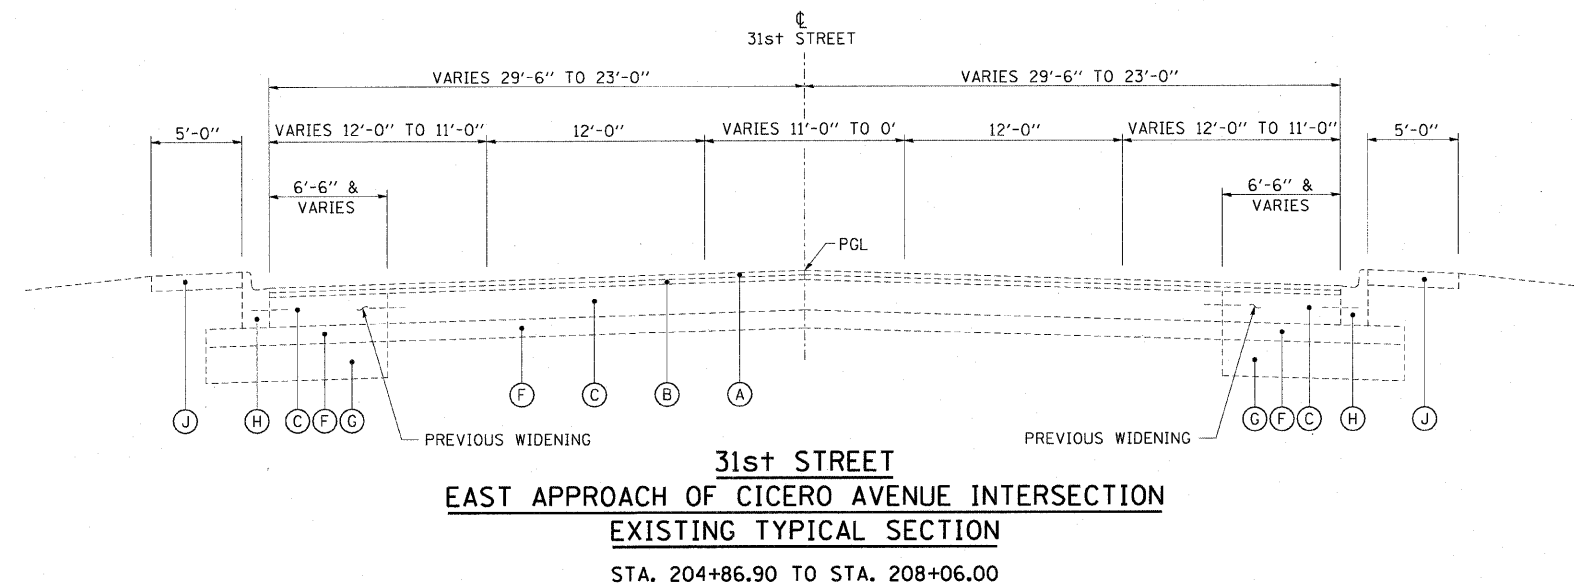 ℄
31st STREET
VARIES 29'-6" TO 23'-0" VARIES 29'-6" TO 23'-0"
5'-0" VARIES 12'-0" TO 11'-0" 12'-0" VARIES 11'-0" TO 0' 12'-0" VARIES 12'-0" TO 11'-0" 5'-0"
6'-6" & 6'-6" &
VARIES VARIES
PGL
J H C F G F C B A G F C H J
PREVIOUS WIDENING PREVIOUS WIDENING
31st STREET
EAST APPROACH OF CICERO AVENUE INTERSECTION
EXISTING TYPICAL SECTION
STA. 204+86.90 TO STA. 208+06.00